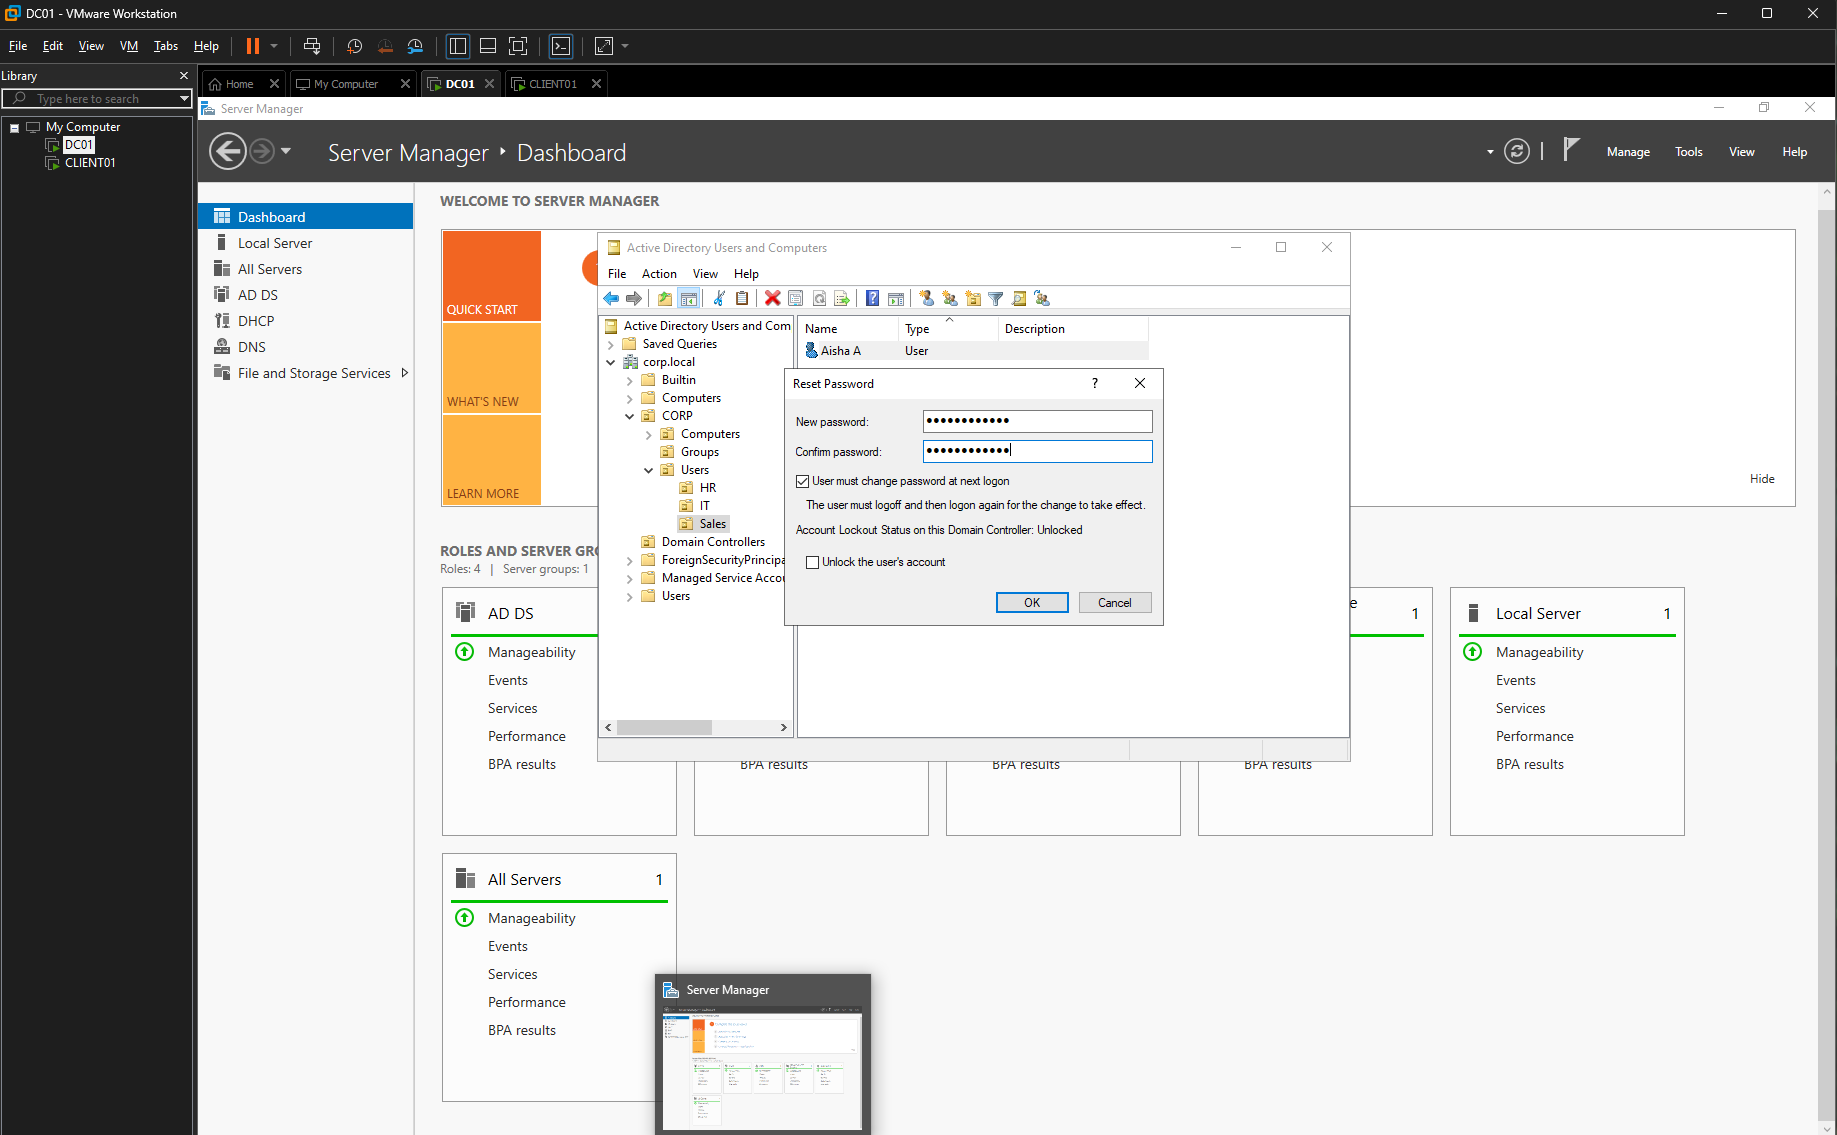 DC01 - VMware Workstation
File Edit View VM Tabs Help
Library
Type here to search
My Computer
DC01
CLIENT01
Home
My Computer
DC01
CLIENT01
Server Manager
Server Manager • Dashboard
Manage Tools View Help
Dashboard
Local Server
All Servers
AD DS
DHCP
DNS
File and Storage Services
WELCOME TO SERVER MANAGER
QUICK START
WHAT'S NEW
LEARN MORE
Hide
Active Directory Users and Computers
File Action View Help
Active Directory Users and Com
Saved Queries
corp.local
Builtin
Computers
CORP
Computers
Groups
Users
HR
IT
Sales
Domain Controllers
ForeignSecurityPrincipa
Managed Service Accou
Users
Name Type Description
Aisha A User
Reset Password
?
New password: ••••••••••••
Confirm password: ••••••••••••
User must change password at next logon
The user must logoff and then logon again for the change to take effect.
Account Lockout Status on this Domain Controller: Unlocked
Unlock the user's account
OK Cancel
ROLES AND SERVER GRO
Roles: 4 | Server groups: 1
AD DS
Manageability
Events
Services
Performance
BPA results
BPA results
BPA results
e 1
BPA results
Local Server 1
Manageability
Events
Services
Performance
BPA results
All Servers 1
Manageability
Events
Services
Performance
BPA results
Server Manager